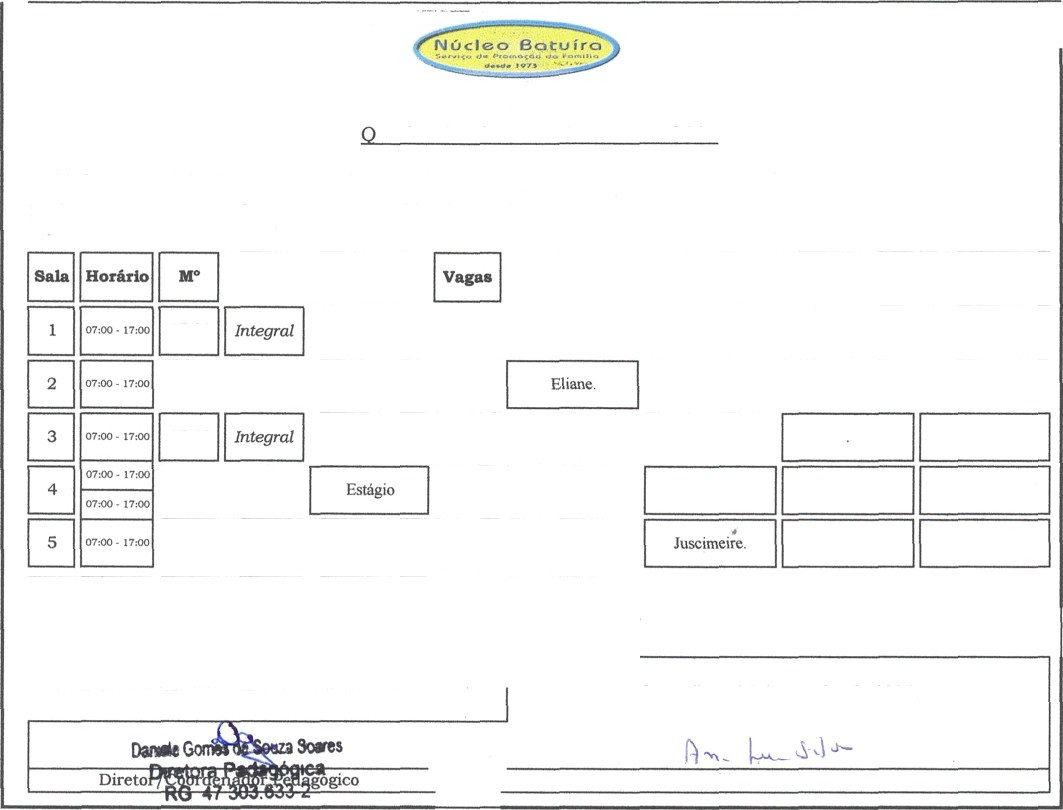 Núcleo Batuíra
Serviço de Promoção da Família
desde 1973
Q
Sala Horário Mº Vagas
1 07:00 - 17:00 Integral
2 07:00 - 17:00 Eliane.
3 07:00 - 17:00 Integral
4 07:00 - 17:00 Estágio
07:00 - 17:00
5 07:00 - 17:00 Juscimeire.
Daniele Gomes de Souza Soares
Diretora Pedagógica
Diretor/Coordenador Pedagógico
RG 47 303.633-2